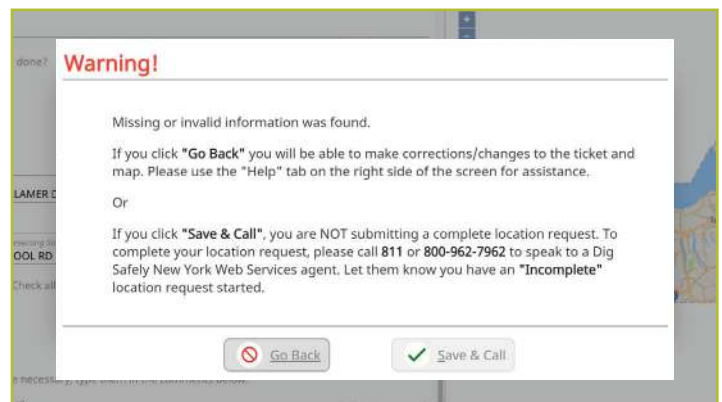 done?
Warning!
Missing or invalid information was found.
If you click "Go Back" you will be able to make corrections/changes to the ticket and
map. Please use the "Help" tab on the right side of the screen for assistance.
Or
If you click "Save & Call", you are NOT submitting a complete location request. To
complete your location request, please call 811 or 800-962-7962 to speak to a Dig
Safely New York Web Services agent. Let them know you have an "Incomplete"
location request started.
LAMER
OOL RD
Check all
Go Back
Save & Call